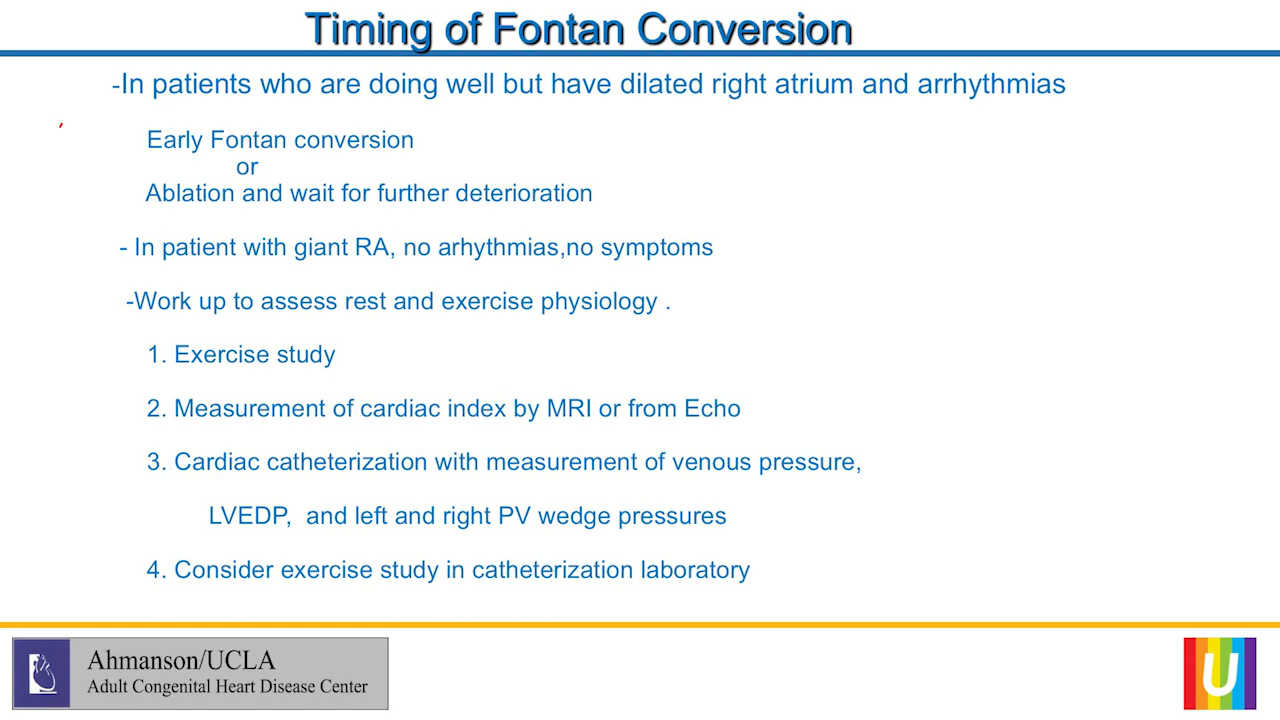 Timing of Fontan Conversion
-In patients who are doing well but have dilated right atrium and arrhythmias
Early Fontan conversion
or
Ablation and wait for further deterioration
- In patient with giant RA, no arhythmias,no symptoms
-Work up to assess rest and exercise physiology .
1. Exercise study
2. Measurement of cardiac index by MRI or from Echo
3. Cardiac catheterization with measurement of venous pressure,
LVEDP, and left and right PV wedge pressures
4. Consider exercise study in catheterization laboratory
Ahmanson/UCLA
Adult Congenital Heart Disease Center
U